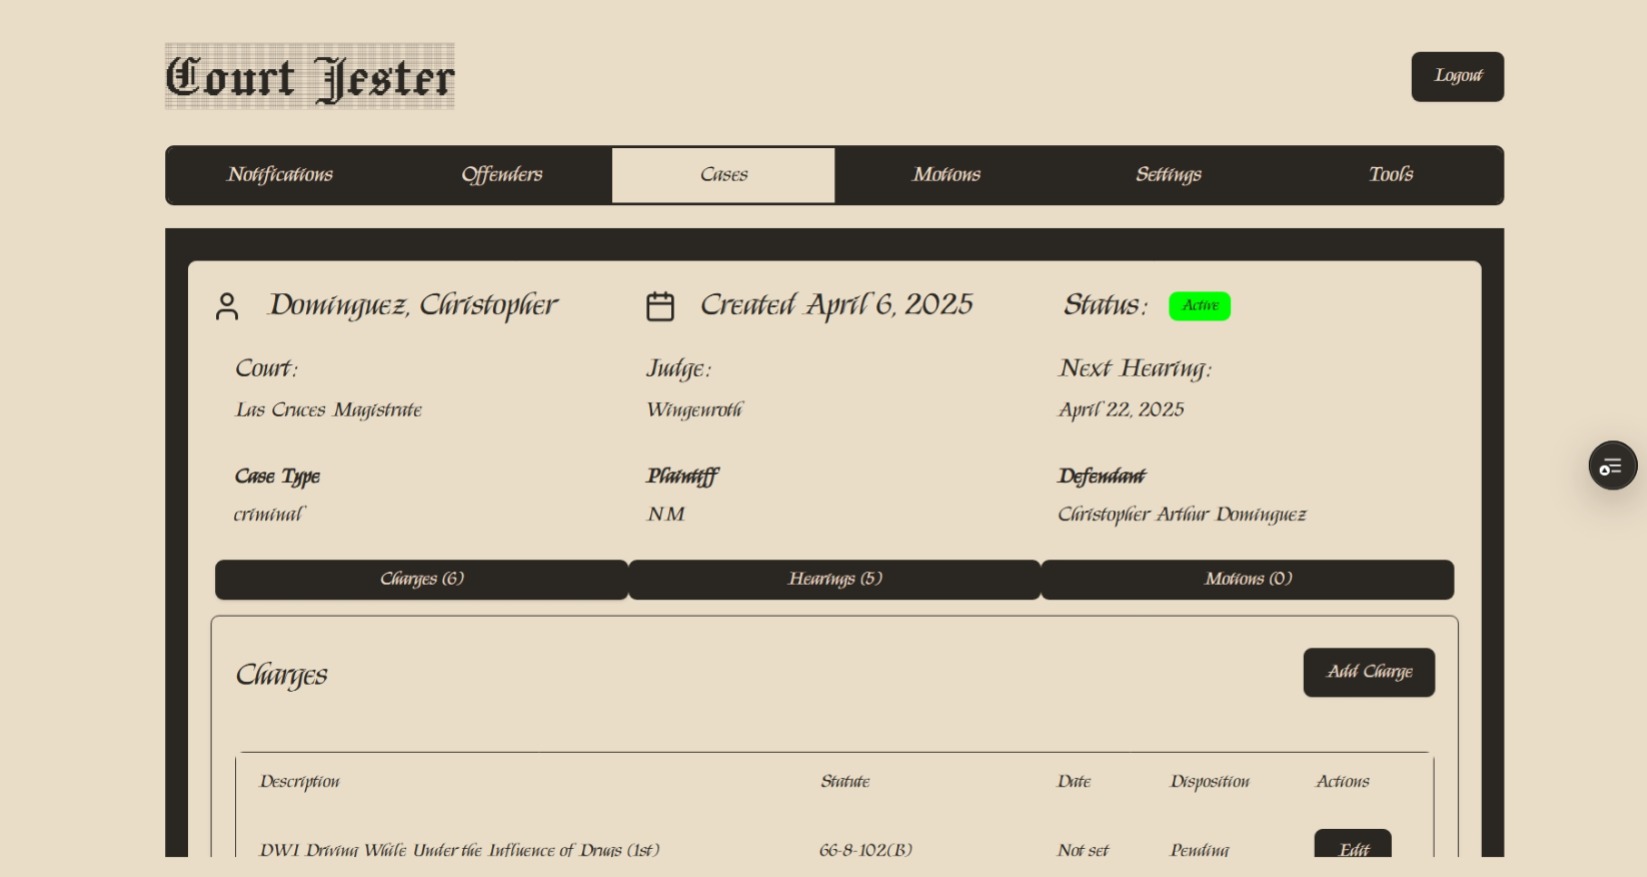 Court Jester
Logout
Notifications Offenders Cases Motions Settings Tools
Dominguez, Christopher Created April 6, 2025 Status: Active
Court: Judge: Next Hearing:
Las Cruces Magistrate Wingenroth April 22, 2025
Case Type Plaintiff Defendant
criminal NM Christopher Arthur Dominguez
Charges (6) Hearings (5) Motions (0)
Charges Add Charge
Description Statute Date Disposition Actions
DWI Driving While Under the Influence of Drugs (1st) 66-8-102(B) Not set Pending Edit